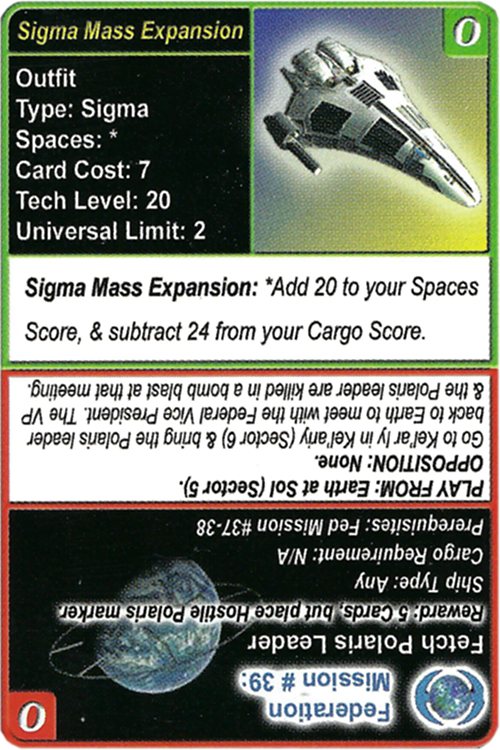 Sigma Mass Expansion
0
Outfit
Type: Sigma
Spaces: *
Card Cost: 7
Tech Level: 20
Universal Limit: 2
Sigma Mass Expansion: *Add 20 to your Spaces
Score, & subtract 24 from your Cargo Score.
0
Federation
Mission # 39:
Fetch Polaris Leader
Reward: 5 Cards, but place Hostile Polaris marker.
Ship Type: Any
Cargo Requirement: N/A
Prerequisites: Fed Mission #37-38
PLAY FROM: Earth at Sol (Sector 5).
OPPOSITION: None.
Go to Kel'ar ly in Kel'arly (Sector 6) & bring the Polaris leader
back to Earth to meet with the Federal Vice President. The VP
& the Polaris leader are killed in a bomb blast at that meeting.